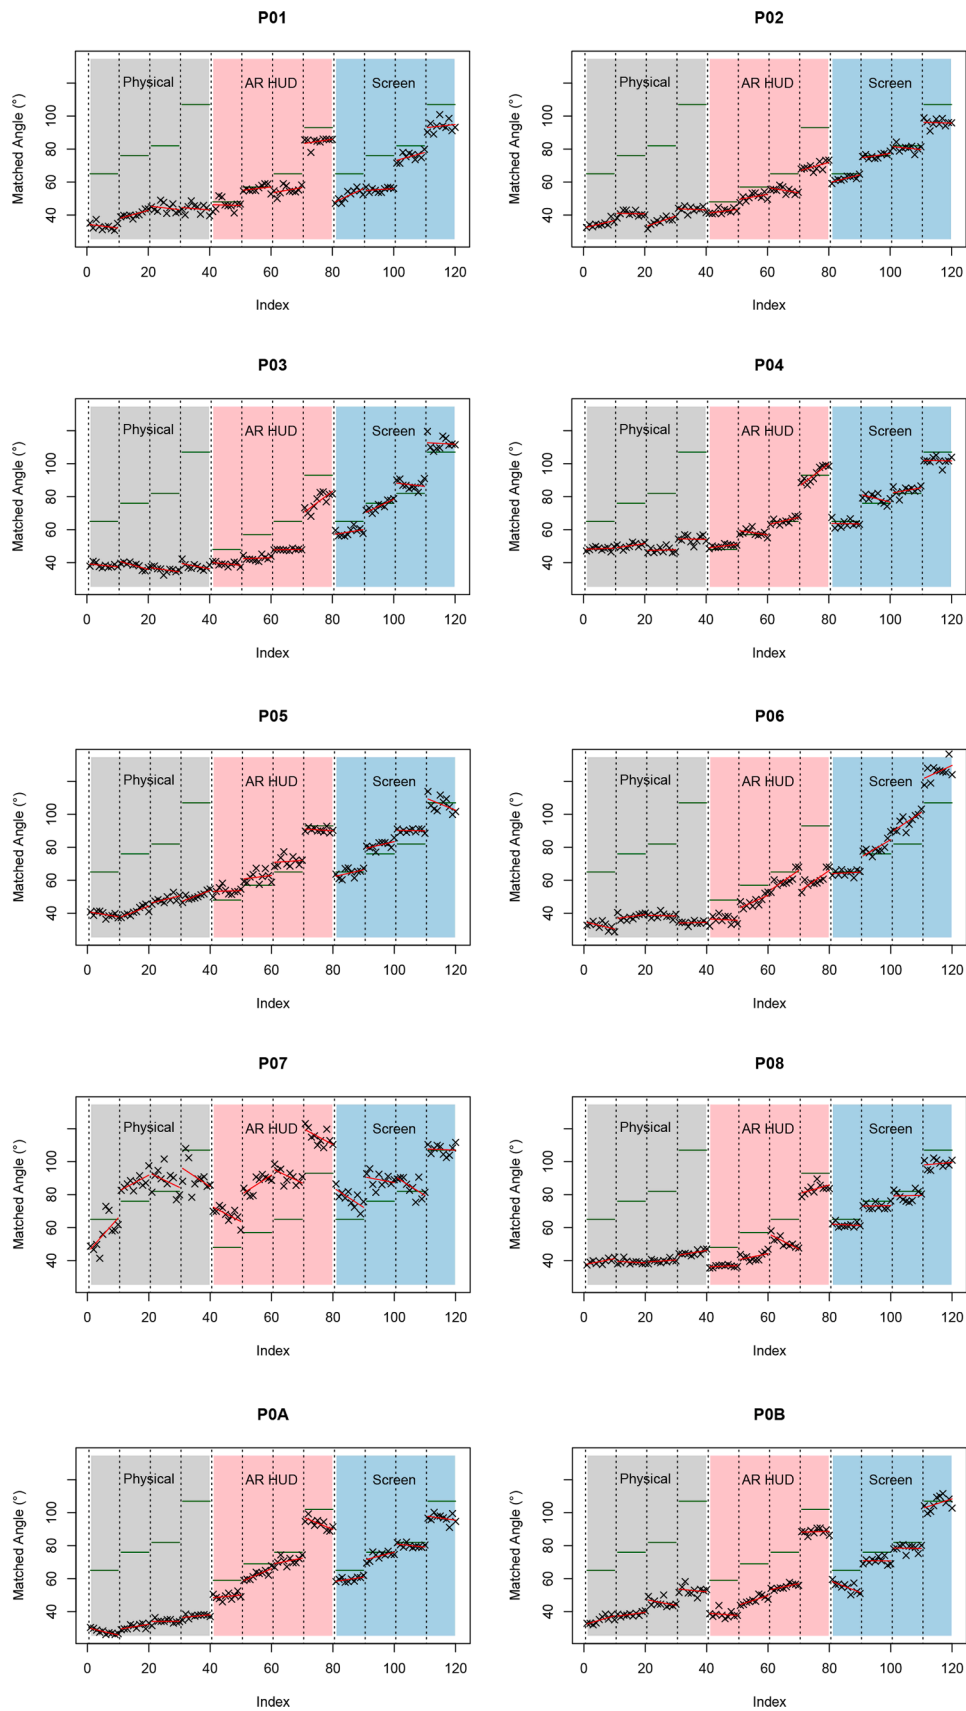 P01
Matched Angle (°)
40 60 80 100
Physical AR HUD Screen
0 20 40 60 80 100 120
Index
P02
Matched Angle (°)
40 60 80 100
Physical AR HUD Screen
0 20 40 60 80 100 120
Index
P03
Matched Angle (°)
40 60 80 100
Physical AR HUD Screen
0 20 40 60 80 100 120
Index
P04
Matched Angle (°)
40 60 80 100
Physical AR HUD Screen
0 20 40 60 80 100 120
Index
P05
Matched Angle (°)
40 60 80 100
Physical AR HUD Screen
0 20 40 60 80 100 120
Index
P06
Matched Angle (°)
40 60 80 100
Physical AR HUD Screen
0 20 40 60 80 100 120
Index
P07
Matched Angle (°)
40 60 80 100
Physical AR HUD Screen
0 20 40 60 80 100 120
Index
P08
Matched Angle (°)
40 60 80 100
Physical AR HUD Screen
0 20 40 60 80 100 120
Index
P0A
Matched Angle (°)
40 60 80 100
Physical AR HUD Screen
0 20 40 60 80 100 120
Index
P0B
Matched Angle (°)
40 60 80 100
Physical AR HUD Screen
0 20 40 60 80 100 120
Index